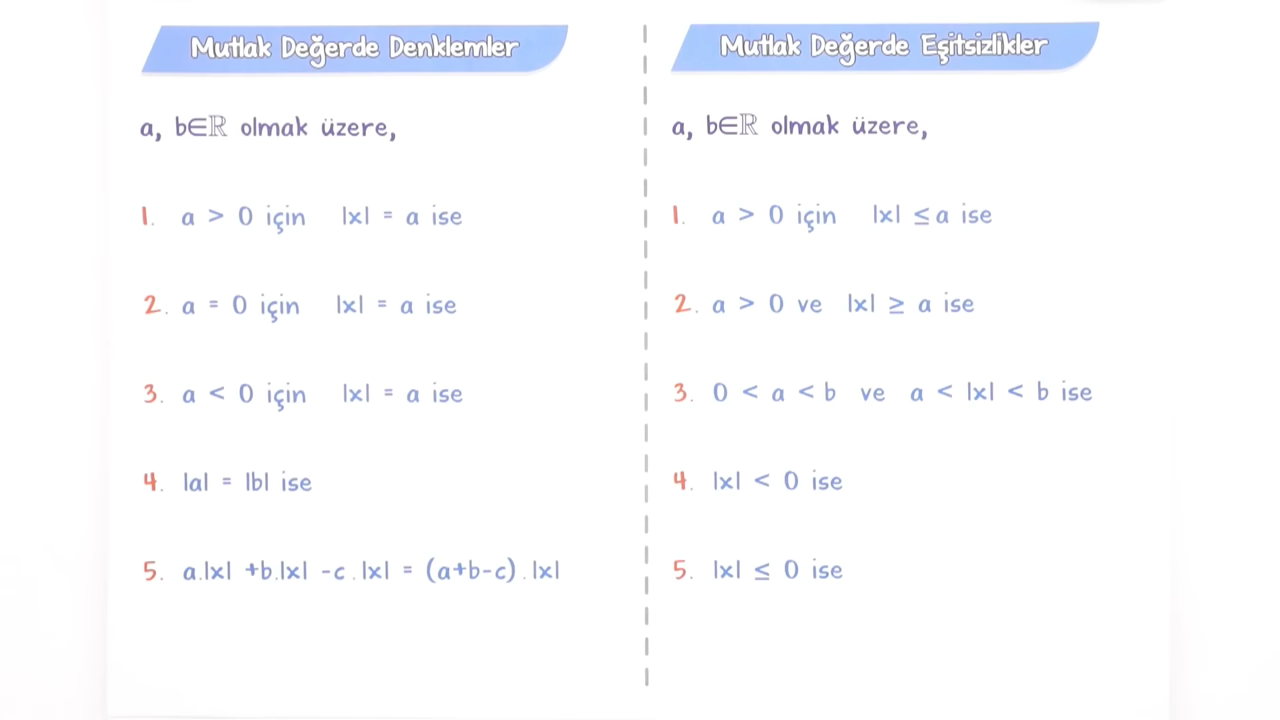 Mutlak Değerde Denklemler
a, b∈ℝ olmak üzere,
1. a > 0 için |x| = a ise
2. a = 0 için |x| = a ise
3. a < 0 için |x| = a ise
4. |a| = |b| ise
5. a.|x| +b.|x| -c.|x| = (a+b-c).|x|
Mutlak Değerde Eşitsizlikler
a, b∈ℝ olmak üzere,
1. a > 0 için |x| ≤ a ise
2. a > 0 ve |x| ≥ a ise
3. 0 < a < b ve a < |x| < b ise
4. |x| < 0 ise
5. |x| ≤ 0 ise